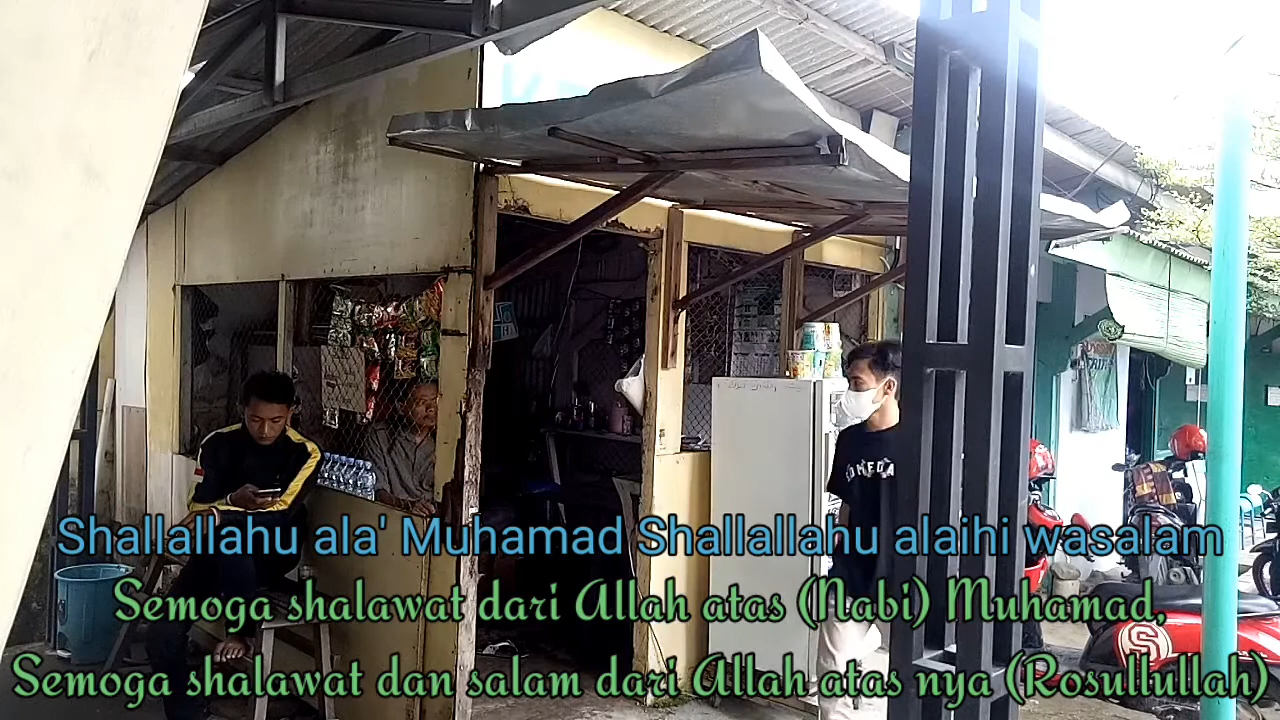 Shallallahu ala' Muhamad Shallallahu alaihi wasalam
Semoga shalawat dari Allah atas (Nabi) Muhamad,
Semoga shalawat dan salam dari Allah atas nya (Rosullullah)